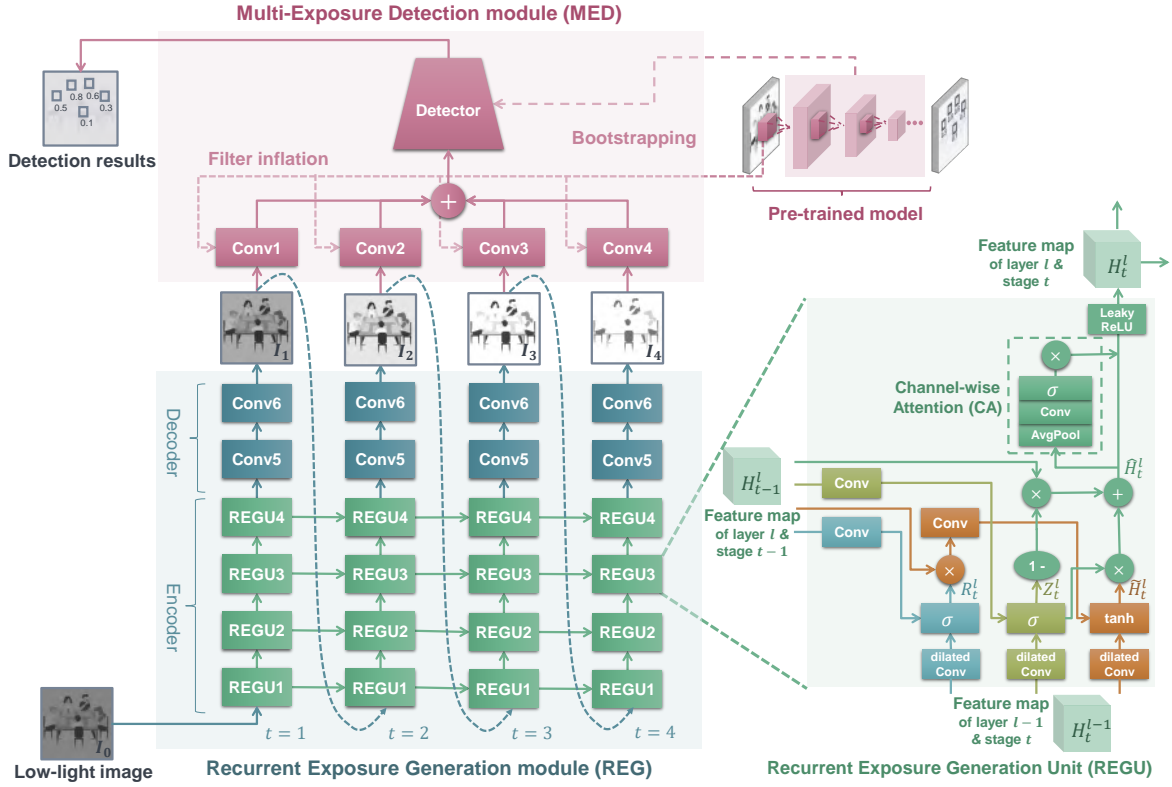 Multi-Exposure Detection module (MED)
0.8 0.6
0.5 0.3
0.1
Detection results
Detector
Bootstrapping
Filter inflation
+
Pre-trained model
Conv1 Conv2 Conv3 Conv4
I_1 I_2 I_3 I_4
Decoder
Conv6 Conv6 Conv6 Conv6
Conv5 Conv5 Conv5 Conv5
Encoder
REGU4 REGU4 REGU4 REGU4
REGU3 REGU3 REGU3 REGU3
REGU2 REGU2 REGU2 REGU2
REGU1 REGU1 REGU1 REGU1
t = 1 t = 2 t = 3 t = 4
I_0
Low-light image
Recurrent Exposure Generation module (REG)
Feature map
of layer l &
stage t
H_t^l
Leaky
ReLU
×
Channel-wise
Attention (CA)
σ
Conv
AvgPool
Ĥ_t^l
H_{t-1}^l
Feature map
of layer l &
stage t − 1
Conv
Conv
Conv
× +
× 1 - ×
R_t^l Z_t^l H̃_t^l
σ σ tanh
dilated
Conv
dilated
Conv
dilated
Conv
Feature map
of layer l − 1
& stage t
H_t^{l-1}
Recurrent Exposure Generation Unit (REGU)